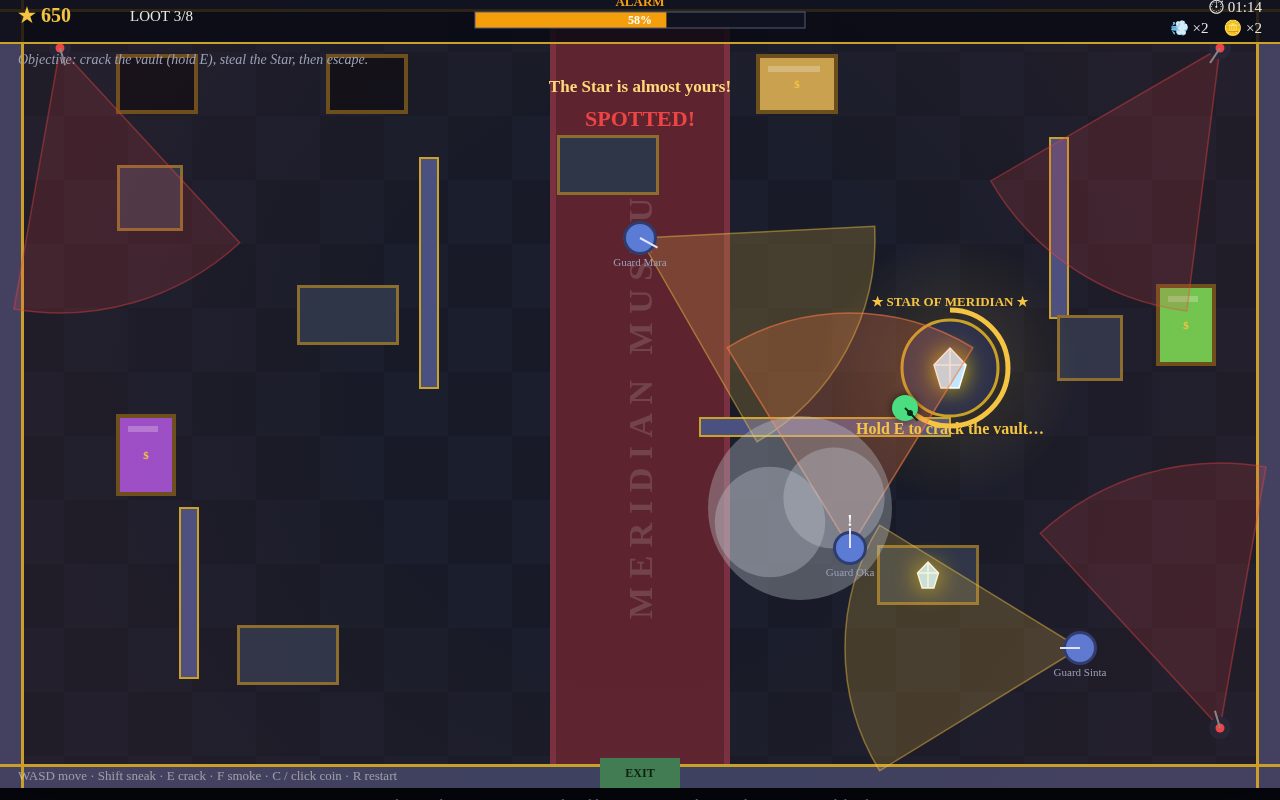 ★ 650
LOOT 3/8
ALARM
58%
⏱ 01:14
💨 ×2 🪙 ×2
Objective: crack the vault (hold E), steal the Star, then escape.
The Star is almost yours!
SPOTTED!
$
Guard Mara
★ STAR OF MERIDIAN ★
$
MERIDIAN MUSU
Hold E to crack the vault…
$
!
Guard Oka
Guard Sinta
WASD move · Shift sneak · E crack · F smoke · C / click coin · R restart
EXIT